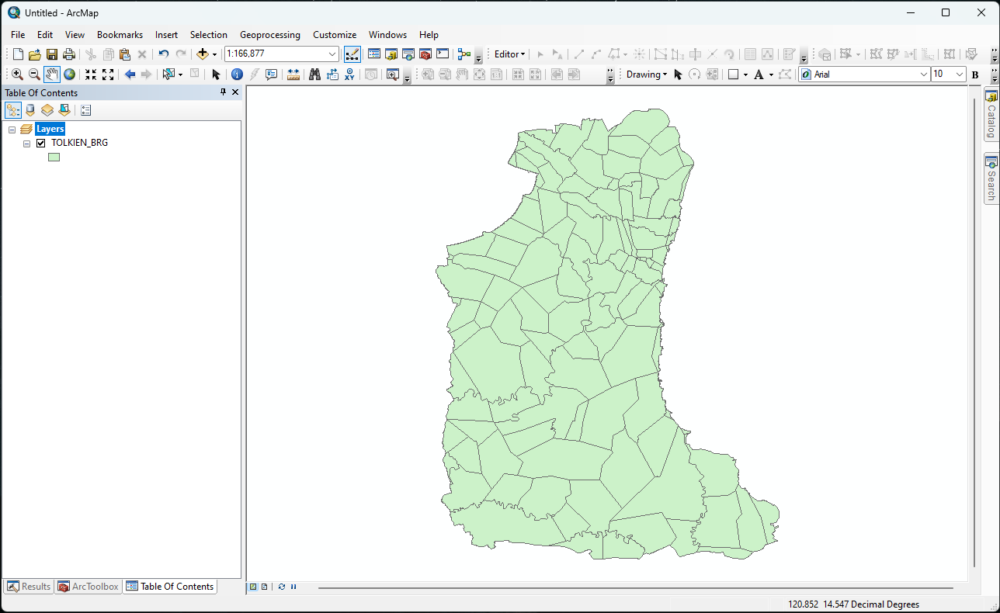 Untitled - ArcMap
File Edit View Bookmarks Insert Selection Geoprocessing Customize Windows Help
1:166,877 Editor
Drawing A Arial 10 B
Table Of Contents
Layers
TOLKIEN_BRG
Catalog
Search
Results ArcToolbox Table Of Contents
120.852 14.547 Decimal Degrees